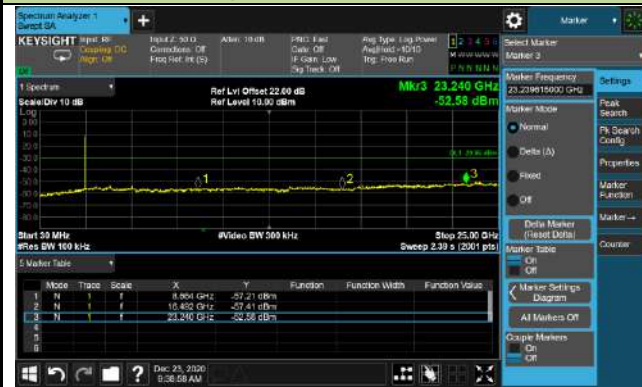 Spectrum Analyzer 1
Swept SA
Marker
KEYSIGHT
Input: RF
Coupling: DC
Align: Off
Input Z: 50 Ω
Corrections: Off
Freq Ref: Int (S)
Atten: 10 dB
PNO: Fast
Gate: Off
IF Gain: Low
Sig Track: Off
Avg Type: Log-Power
Avg|Hold: >10/10
Trig: Free Run
1 2 3 4 5 6
M W W W W W
P N N N N N
Select Marker
Marker 3
Marker Frequency
23.239615000 GHz
Settings
1 Spectrum
Scale/Div 10 dB
Log
Ref Lvl Offset 22.00 dB
Ref Level 10.00 dBm
Mkr3 23.240 GHz
-52.58 dBm
Peak Search
Marker Mode
Normal
Pk Search Config
Delta (Δ)
Properties
Fixed
Marker Function
Off
Marker→
Counter
1
2
3
Start 30 MHz
#Res BW 100 kHz
#Video BW 300 kHz
Stop 25.00 GHz
Sweep 2.39 s (2001 pts)
Delta Marker
(Reset Delta)
Marker Table
On
Off
5 Marker Table
Mode Trace Scale X Y Function Function Width Function Value
1 N 1 f 8.664 GHz -57.21 dBm
2 N 1 f 16.492 GHz -57.41 dBm
3 N 1 f 23.240 GHz -52.58 dBm
4
5
6
Marker Settings
Diagram
All Markers Off
Couple Markers
On
Off
Dec 23, 2020
9:38:58 AM